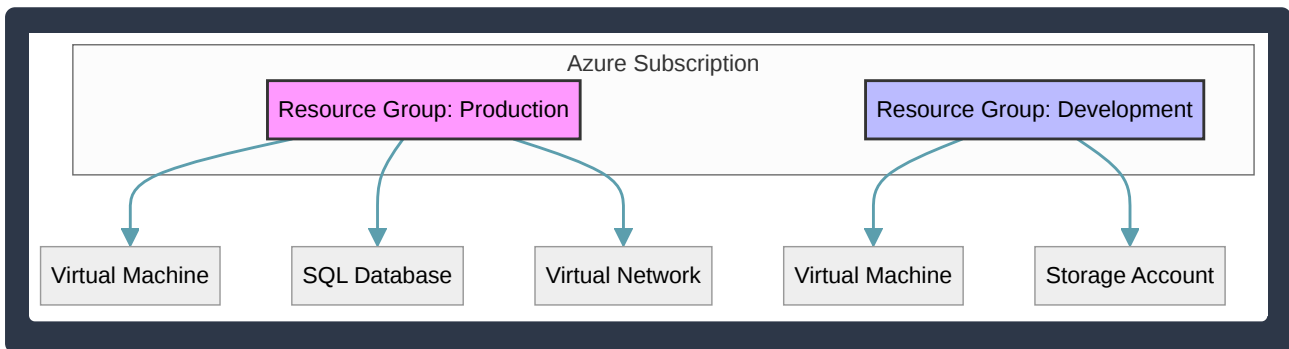 Azure Subscription
Resource Group: Production
Resource Group: Development
Virtual Machine
SQL Database
Virtual Network
Virtual Machine
Storage Account